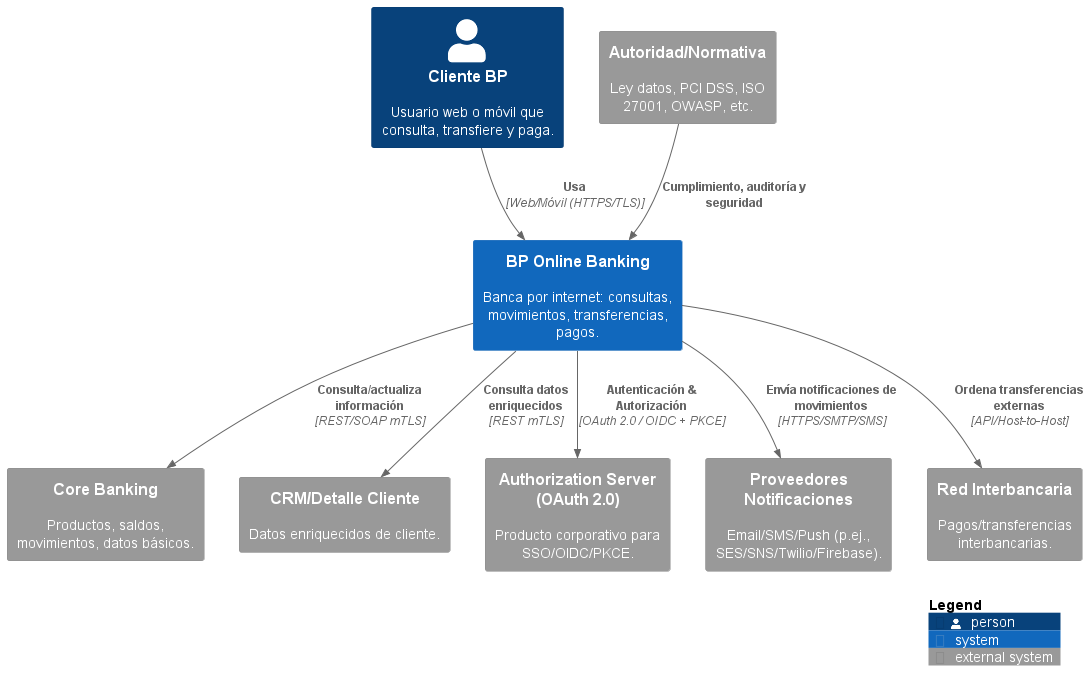 Cliente BP
Usuario web o móvil que
consulta, transfiere y paga.
Autoridad/Normativa
Ley datos, PCI DSS, ISO
27001, OWASP, etc.
Usa
[Web/Móvil (HTTPS/TLS)]
Cumplimiento, auditoría y
seguridad
BP Online Banking
Banca por internet: consultas,
movimientos, transferencias,
pagos.
Consulta/actualiza
información
[REST/SOAP mTLS]
Consulta datos
enriquecidos
[REST mTLS]
Autenticación &
Autorización
[OAuth 2.0 / OIDC + PKCE]
Envía notificaciones de
movimientos
[HTTPS/SMTP/SMS]
Ordena transferencias
externas
[API/Host-to-Host]
Core Banking
Productos, saldos,
movimientos, datos básicos.
CRM/Detalle Cliente
Datos enriquecidos de cliente.
Authorization Server
(OAuth 2.0)
Producto corporativo para
SSO/OIDC/PKCE.
Proveedores
Notificaciones
Email/SMS/Push (p.ej.,
SES/SNS/Twilio/Firebase).
Red Interbancaria
Pagos/transferencias
interbancarias.
Legend
person
system
external system